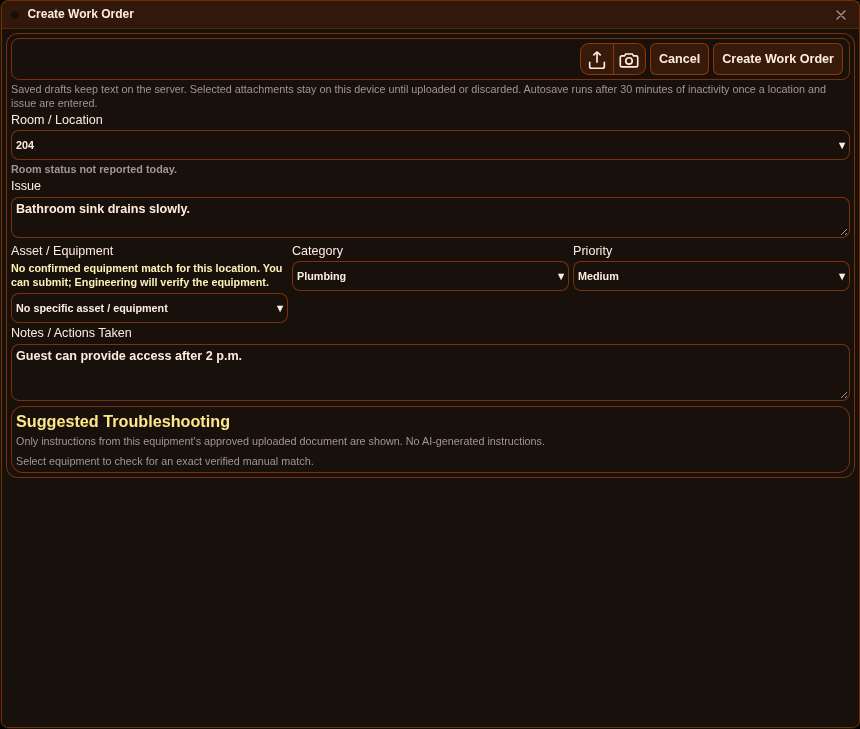 Create Work Order
Cancel
Create Work Order
Saved drafts keep text on the server. Selected attachments stay on this device until uploaded or discarded. Autosave runs after 30 minutes of inactivity once a location and
issue are entered.
Room / Location
204
Room status not reported today.
Issue
Bathroom sink drains slowly.
Asset / Equipment
No confirmed equipment match for this location. You
can submit; Engineering will verify the equipment.
No specific asset / equipment
Category
Plumbing
Priority
Medium
Notes / Actions Taken
Guest can provide access after 2 p.m.
Suggested Troubleshooting
Only instructions from this equipment's approved uploaded document are shown. No AI-generated instructions.
Select equipment to check for an exact verified manual match.